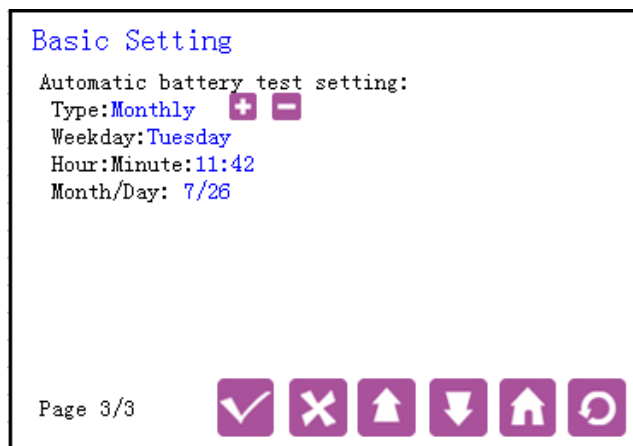 Basic Setting
Automatic battery test setting:
Type:Monthly
Weekday:Tuesday
Hour:Minute:11:42
Month/Day: 7/26
Page 3/3